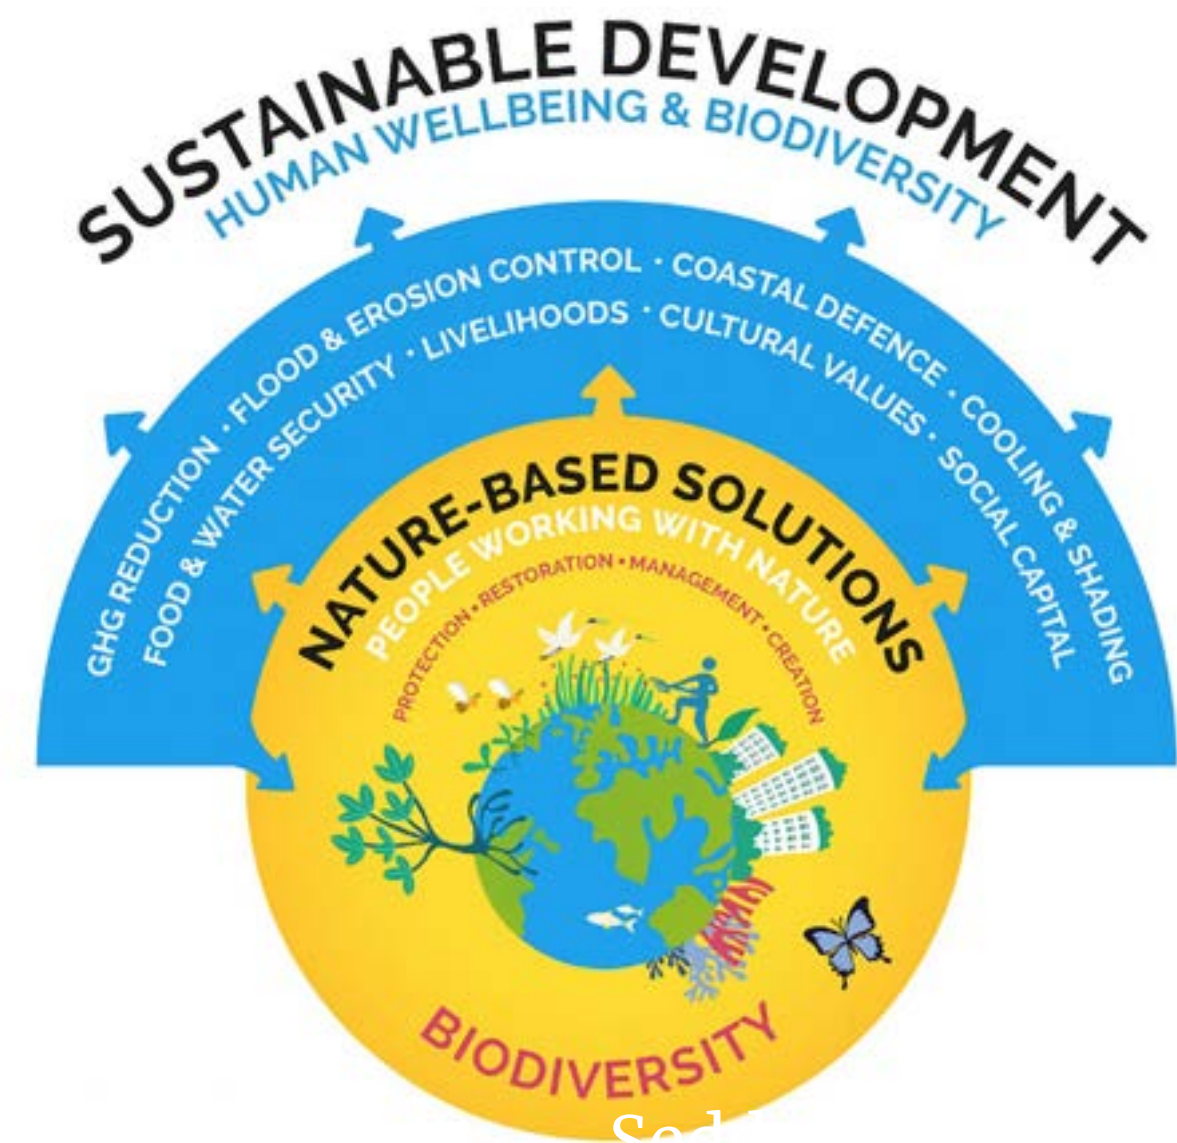 SUSTAINABLE DEVELOPMENT
HUMAN WELLBEING & BIODIVERSITY
GHG REDUCTION · FLOOD & EROSION CONTROL · COASTAL DEFENCE · COOLING & SHADING
FOOD & WATER SECURITY · LIVELIHOODS · CULTURAL VALUES · SOCIAL CAPITAL
NATURE-BASED SOLUTIONS
PEOPLE WORKING WITH NATURE
PROTECTION • RESTORATION • MANAGEMENT • CREATION
BIODIVERSITY